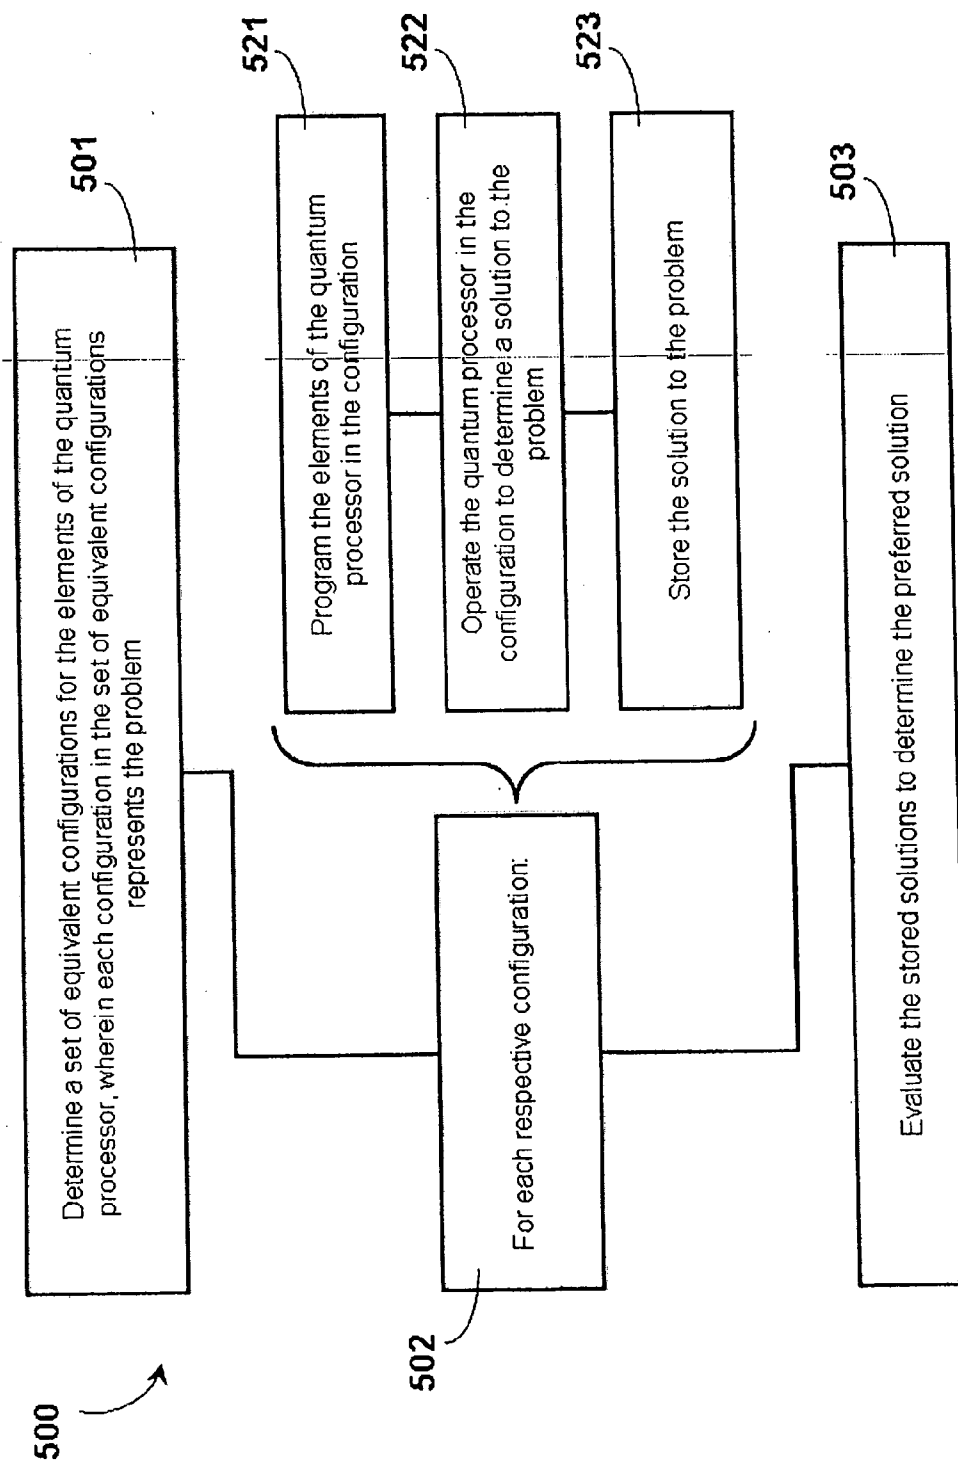 500
501
Determine a set of equivalent configurations for the elements of the quantum
processor, wherein each configuration in the set of equivalent configurations
represents the problem
502
For each respective configuration:
521
Program the elements of the quantum
processor in the configuration
522
Operate the quantum processor in the
configuration to determine a solution to the
problem
523
Store the solution to the problem
503
Evaluate the stored solutions to determine the preferred solution